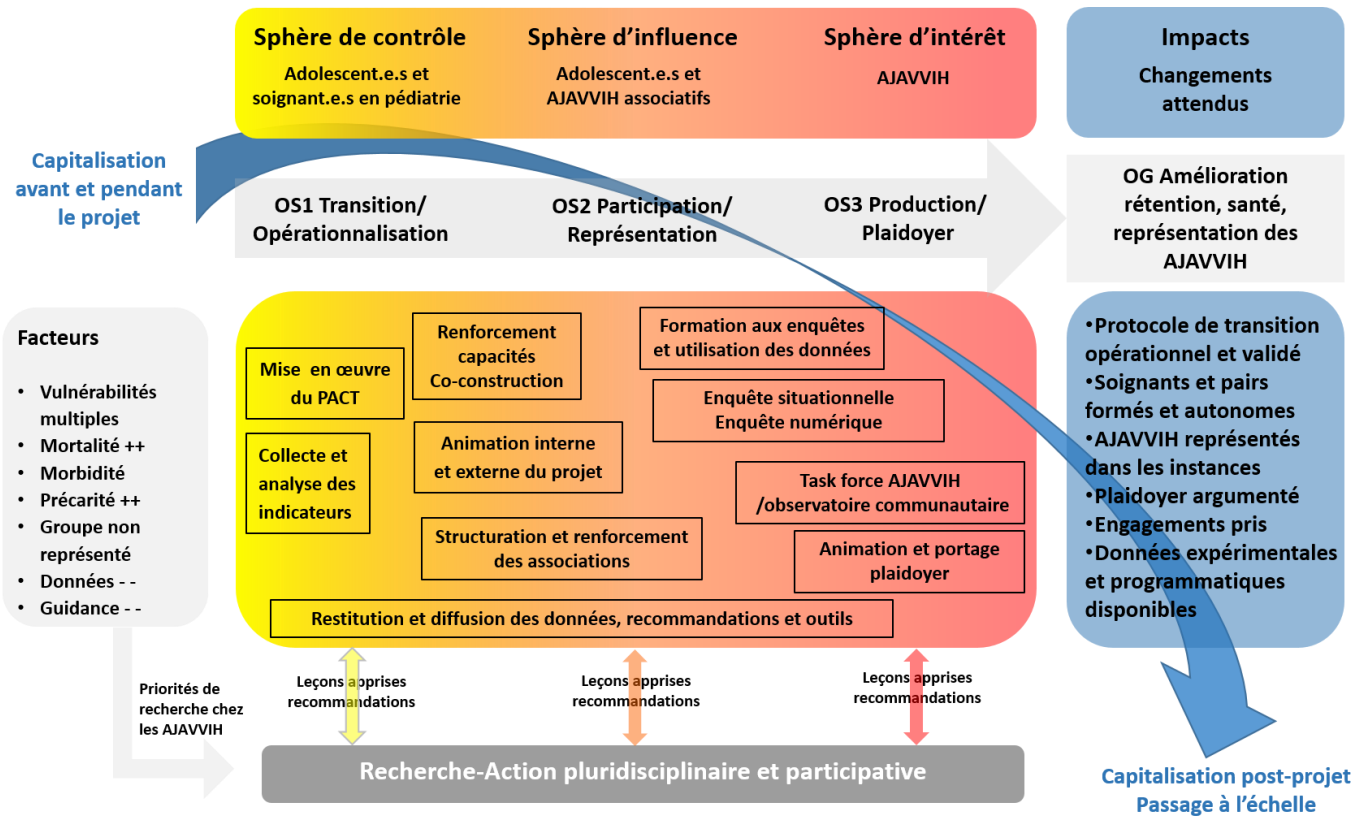 Sphère de contrôle
Adolescent.e.s et
soignant.e.s en pédiatrie
Sphère d'influence
Adolescent.e.s et
AJAVVIH associatifs
Sphère d'intérêt
AJAVVIH
Impacts
Changements
attendus
Capitalisation
avant et pendant
le projet
OS1 Transition/
Opérationnalisation
OS2 Participation/
Représentation
OS3 Production/
Plaidoyer
OG Amélioration
rétention, santé,
représentation des
AJAVVIH
Facteurs
• Vulnérabilités
multiples
• Mortalité ++
• Morbidité
• Précarité ++
• Groupe non
représenté
• Données - -
• Guidance - -
Mise en œuvre
du PACT
Collecte et
analyse des
indicateurs
Renforcement
capacités
Co-construction
Animation interne
et externe du projet
Structuration et renforcement
des associations
Formation aux enquêtes
et utilisation des données
Enquête situationnelle
Enquête numérique
Task force AJAVVIH
/observatoire communautaire
Animation et portage
plaidoyer
Restitution et diffusion des données, recommandations et outils
•Protocole de transition
opérationnel et validé
•Soignants et pairs
formés et autonomes
•AJAVVIH représentés
dans les instances
•Plaidoyer argumenté
•Engagements pris
•Données expérimentales
et programmatiques
disponibles
Priorités de
recherche chez
les AJAVVIH
Leçons apprises
recommandations
Leçons apprises
recommandations
Leçons apprises
recommandations
Recherche-Action pluridisciplinaire et participative
Capitalisation post-projet
Passage à l'échelle